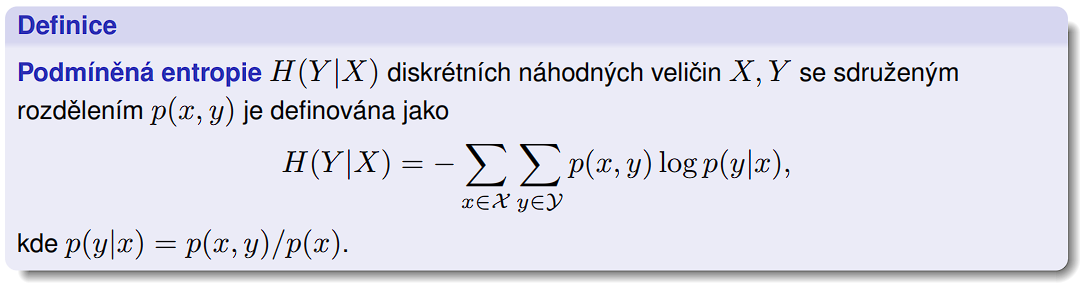 Definice
Podmíněná entropie H(Y|X) diskrétních náhodných veličin X, Y se sdruženým
rozdělením p(x, y) je definována jako
H(Y|X) = − ∑_{x∈𝒳} ∑_{y∈𝒴} p(x, y) log p(y|x),
kde p(y|x) = p(x, y)/p(x).